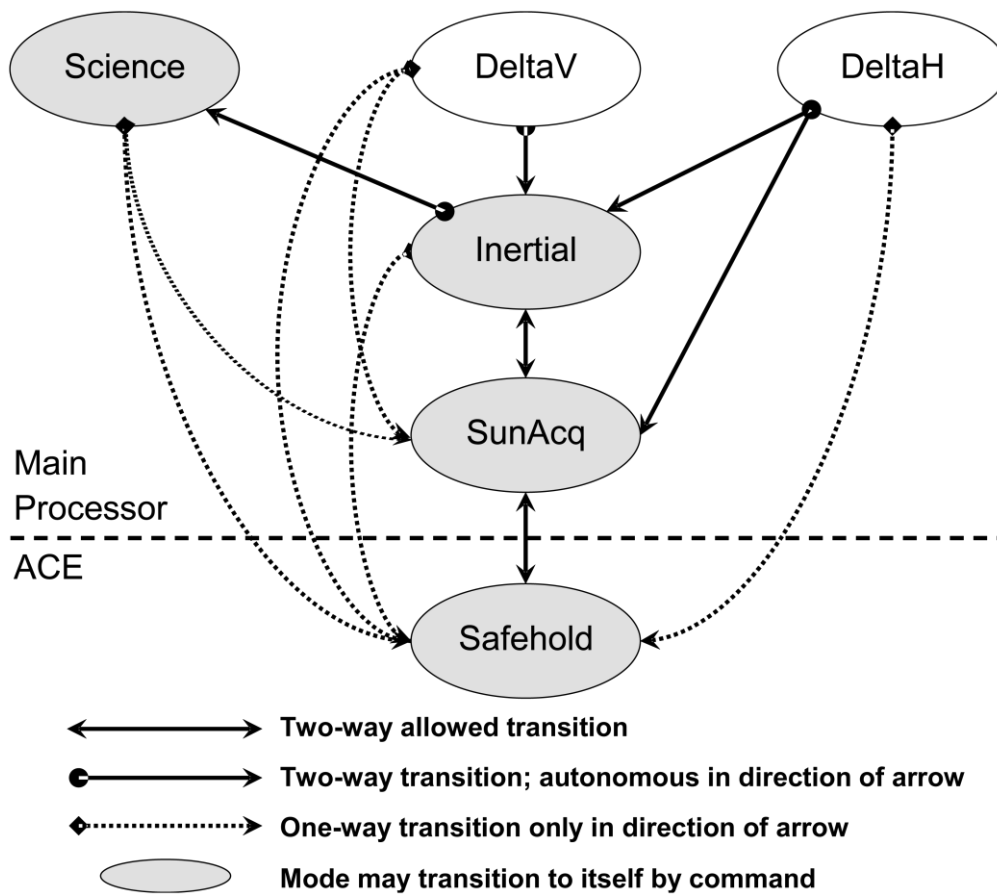 Science
DeltaV
DeltaH
Inertial
SunAcq
Main
Processor
ACE
Safehold
Two-way allowed transition
Two-way transition; autonomous in direction of arrow
One-way transition only in direction of arrow
Mode may transition to itself by command